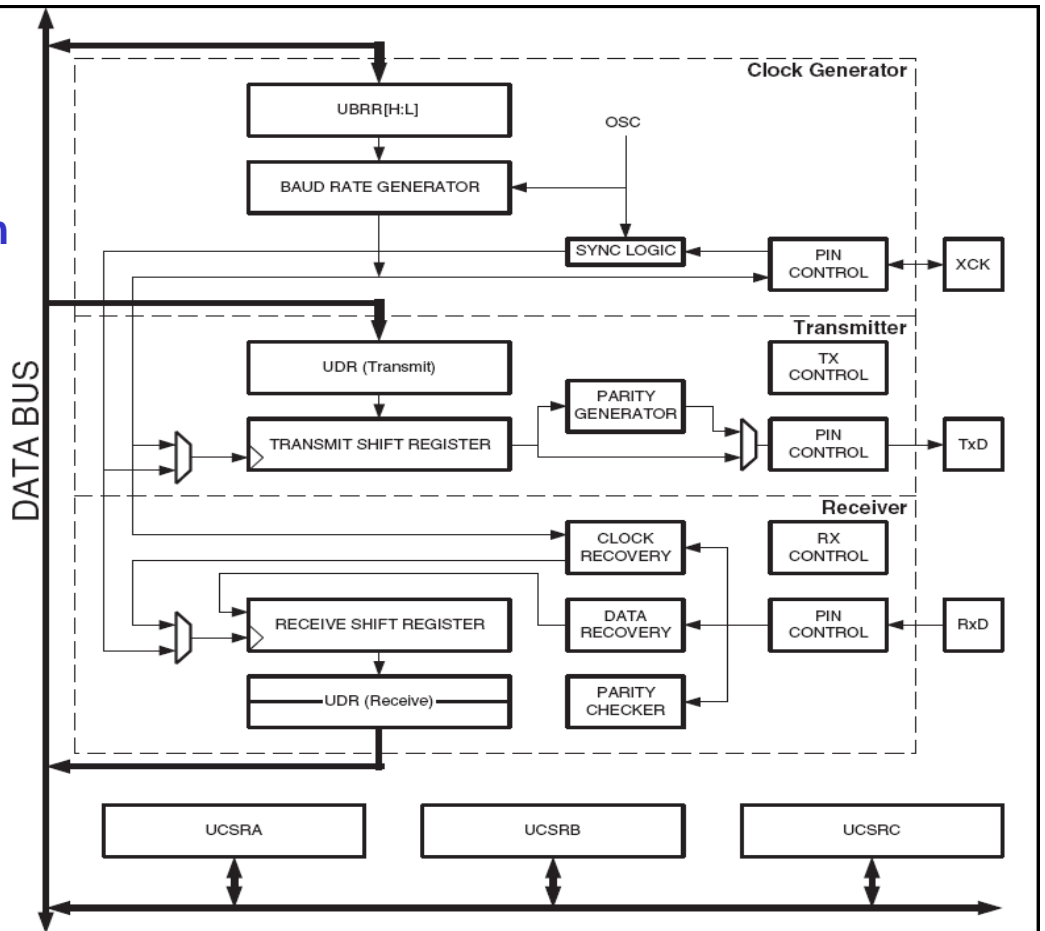 Clock Generator
UBRR[H:L]
OSC
BAUD RATE GENERATOR
SYNC LOGIC
PIN
CONTROL
XCK
DATA BUS
Transmitter
UDR (Transmit)
TX
CONTROL
PARITY
GENERATOR
TRANSMIT SHIFT REGISTER
PIN
CONTROL
TxD
Receiver
CLOCK
RECOVERY
RX
CONTROL
RECEIVE SHIFT REGISTER
DATA
RECOVERY
PIN
CONTROL
RxD
UDR (Receive)
PARITY
CHECKER
UCSRA
UCSRB
UCSRC